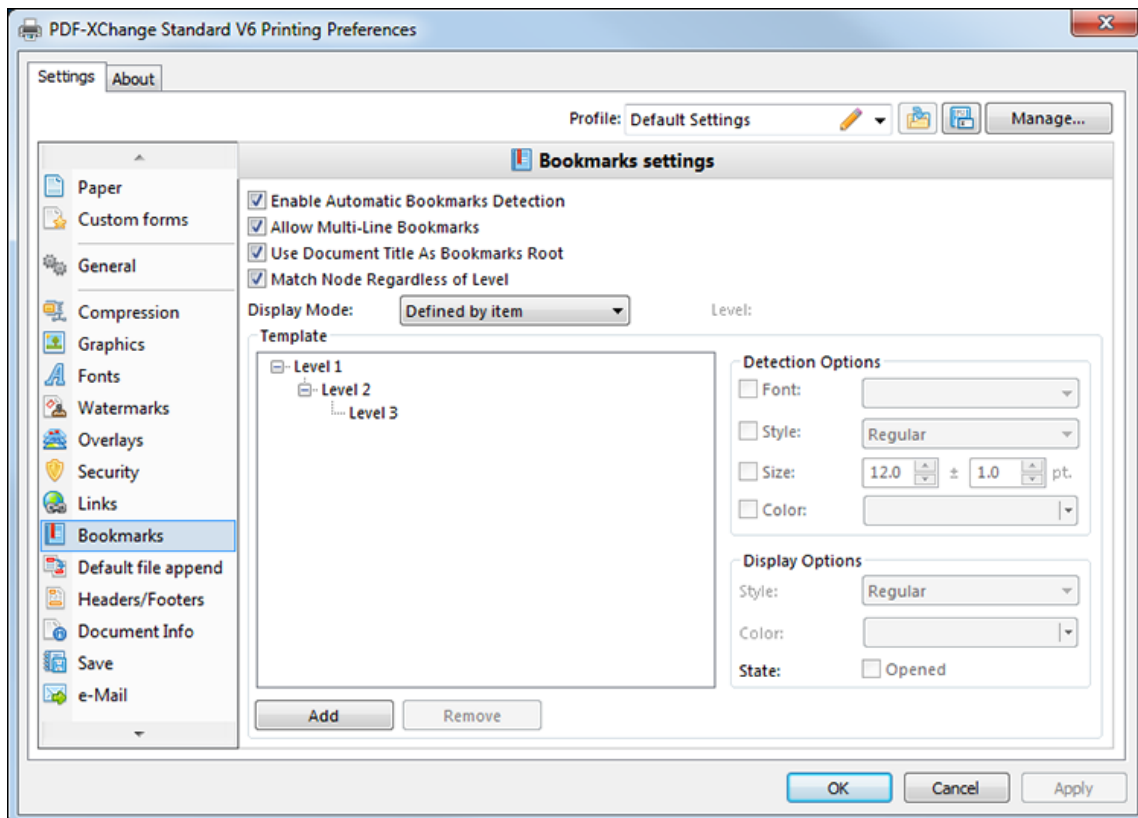 PDF-XChange Standard V6 Printing Preferences
Settings
About
Profile: Default Settings
Manage...
Paper
Custom forms
General
Compression
Graphics
Fonts
Watermarks
Overlays
Security
Links
Bookmarks
Default file append
Headers/Footers
Document Info
Save
e-Mail
Bookmarks settings
Enable Automatic Bookmarks Detection
Allow Multi-Line Bookmarks
Use Document Title As Bookmarks Root
Match Node Regardless of Level
Display Mode: Defined by item Level:
Template
Level 1
Level 2
Level 3
Add Remove
Detection Options
Font:
Style: Regular
Size: 12.0 ± 1.0 pt.
Color:
Display Options
Style: Regular
Color:
State: Opened
OK Cancel Apply